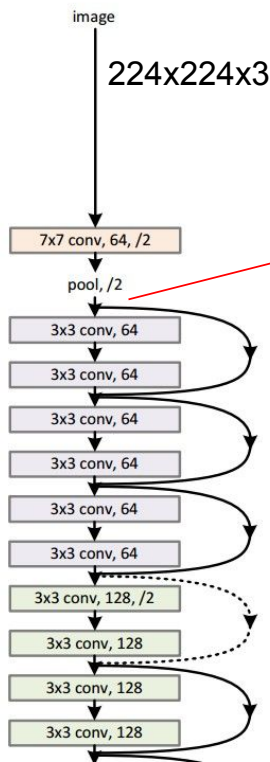 image
224x224x3
7x7 conv, 64, /2
pool, /2
3x3 conv, 64
3x3 conv, 64
3x3 conv, 64
3x3 conv, 64
3x3 conv, 64
3x3 conv, 64
3x3 conv, 128, /2
3x3 conv, 128
3x3 conv, 128
3x3 conv, 128